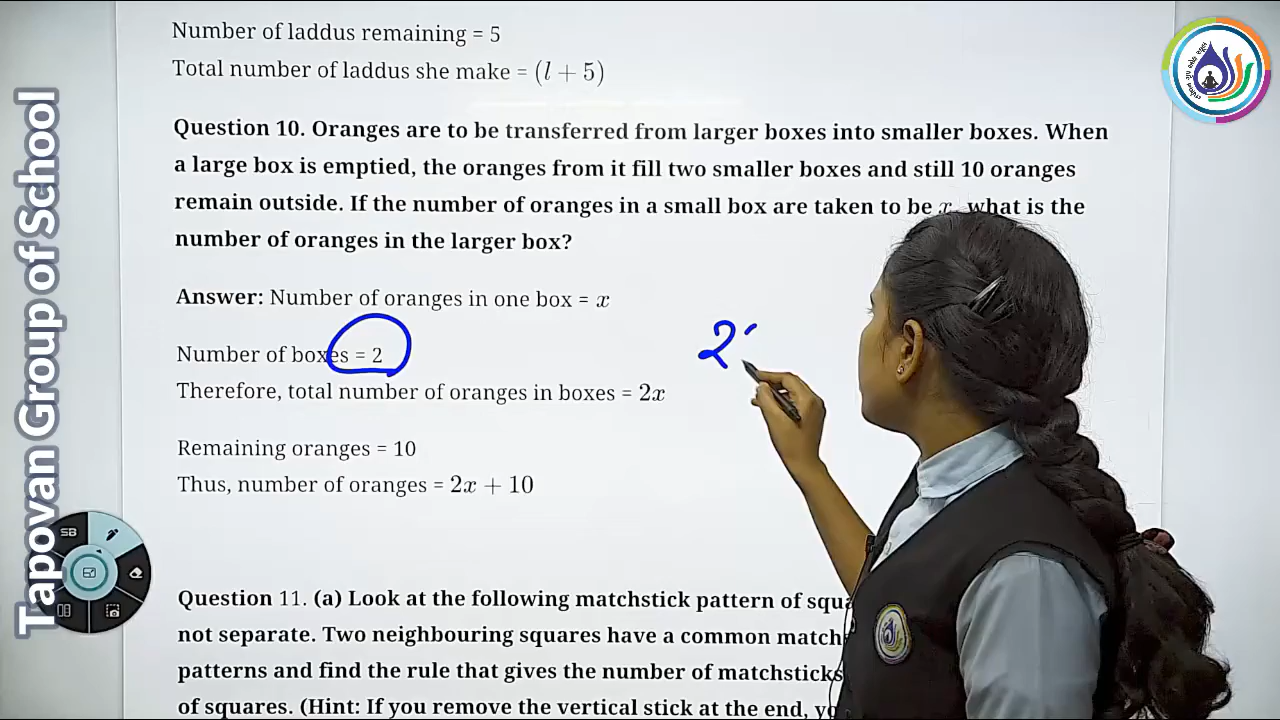 Number of laddus remaining = 5
Total number of laddus she make = (l + 5)
Question 10. Oranges are to be transferred from larger boxes into smaller boxes. When
a large box is emptied, the oranges from it fill two smaller boxes and still 10 oranges
remain outside. If the number of oranges in a small box are taken to be x, what is the
number of oranges in the larger box?
Answer: Number of oranges in one box = x
Number of boxes = 2
Therefore, total number of oranges in boxes = 2x
Remaining oranges = 10
Thus, number of oranges = 2x + 10
2
Question 11. (a) Look at the following matchstick pattern of squa
not separate. Two neighbouring squares have a common match
patterns and find the rule that gives the number of matchsticks
of squares. (Hint: If you remove the vertical stick at the end, yo
Tapovan Group of School
SB